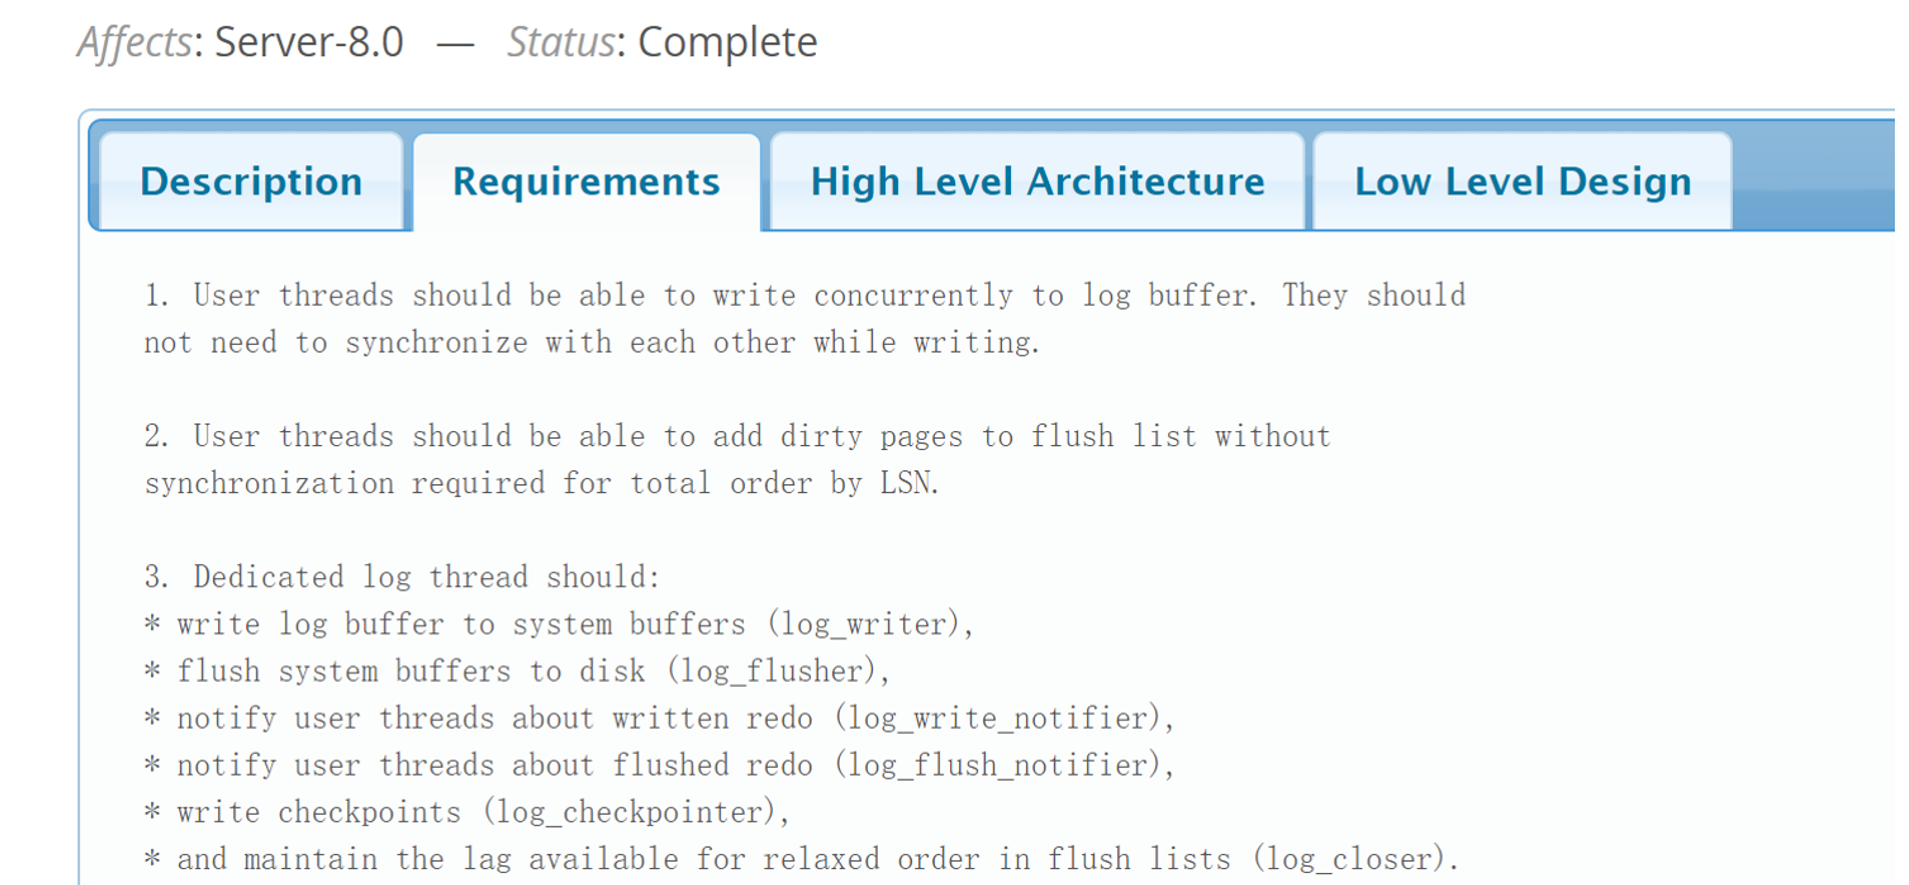 Affects: Server-8.0 — Status: Complete
Description Requirements High Level Architecture Low Level Design
1. User threads should be able to write concurrently to log buffer. They should
not need to synchronize with each other while writing.
2. User threads should be able to add dirty pages to flush list without
synchronization required for total order by LSN.
3. Dedicated log thread should:
* write log buffer to system buffers (log_writer),
* flush system buffers to disk (log_flusher),
* notify user threads about written redo (log_write_notifier),
* notify user threads about flushed redo (log_flush_notifier),
* write checkpoints (log_checkpointer),
* and maintain the lag available for relaxed order in flush lists (log_closer).